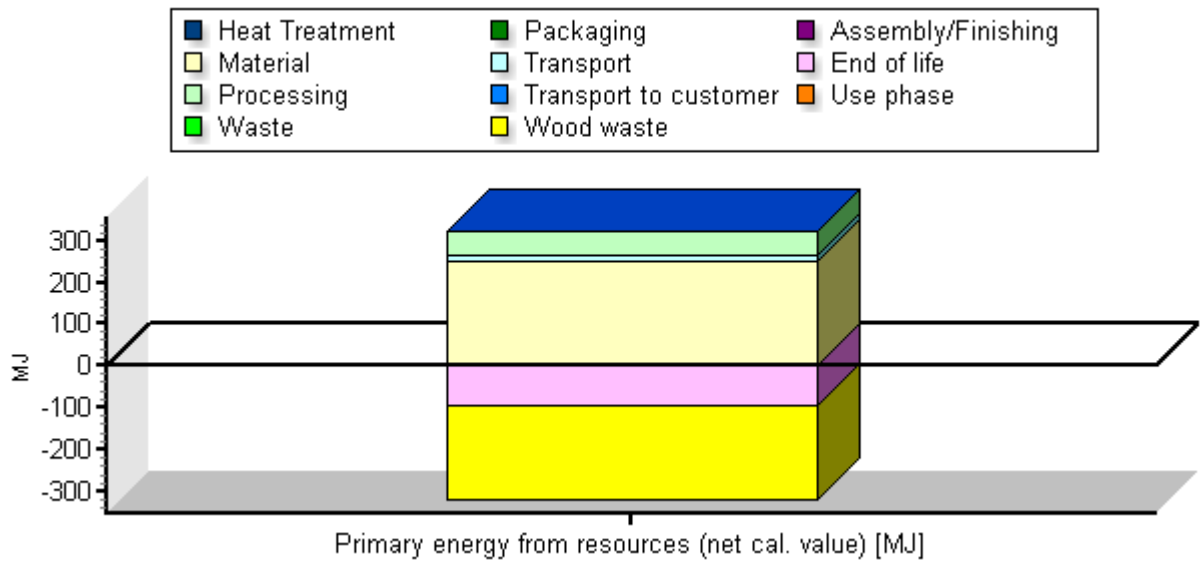 Heat Treatment Packaging Assembly/Finishing
Material Transport End of life
Processing Transport to customer Use phase
Waste Wood waste
300
200
100
0
-100
-200
-300
MJ
Primary energy from resources (net cal. value) [MJ]